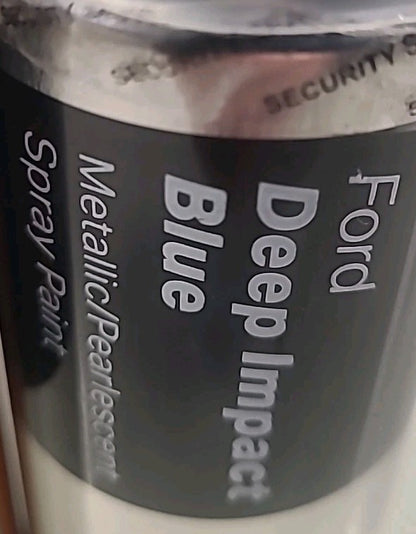 SECURITY
Ford
Deep Impact
Blue
Metallic/Pearlescent
Spray Paint